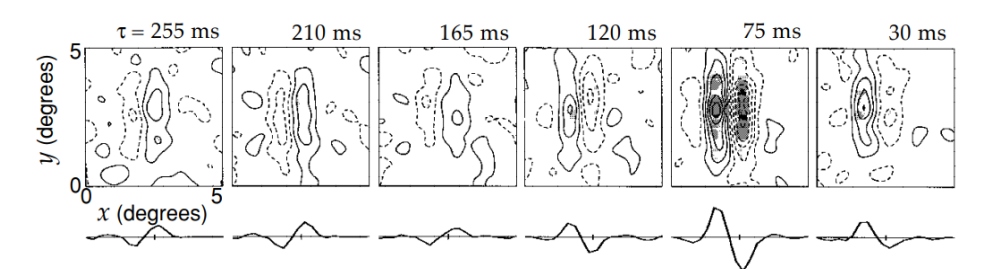 τ = 255 ms 210 ms 165 ms 120 ms 75 ms 30 ms
5
y (degrees)
0
0 5
x (degrees)